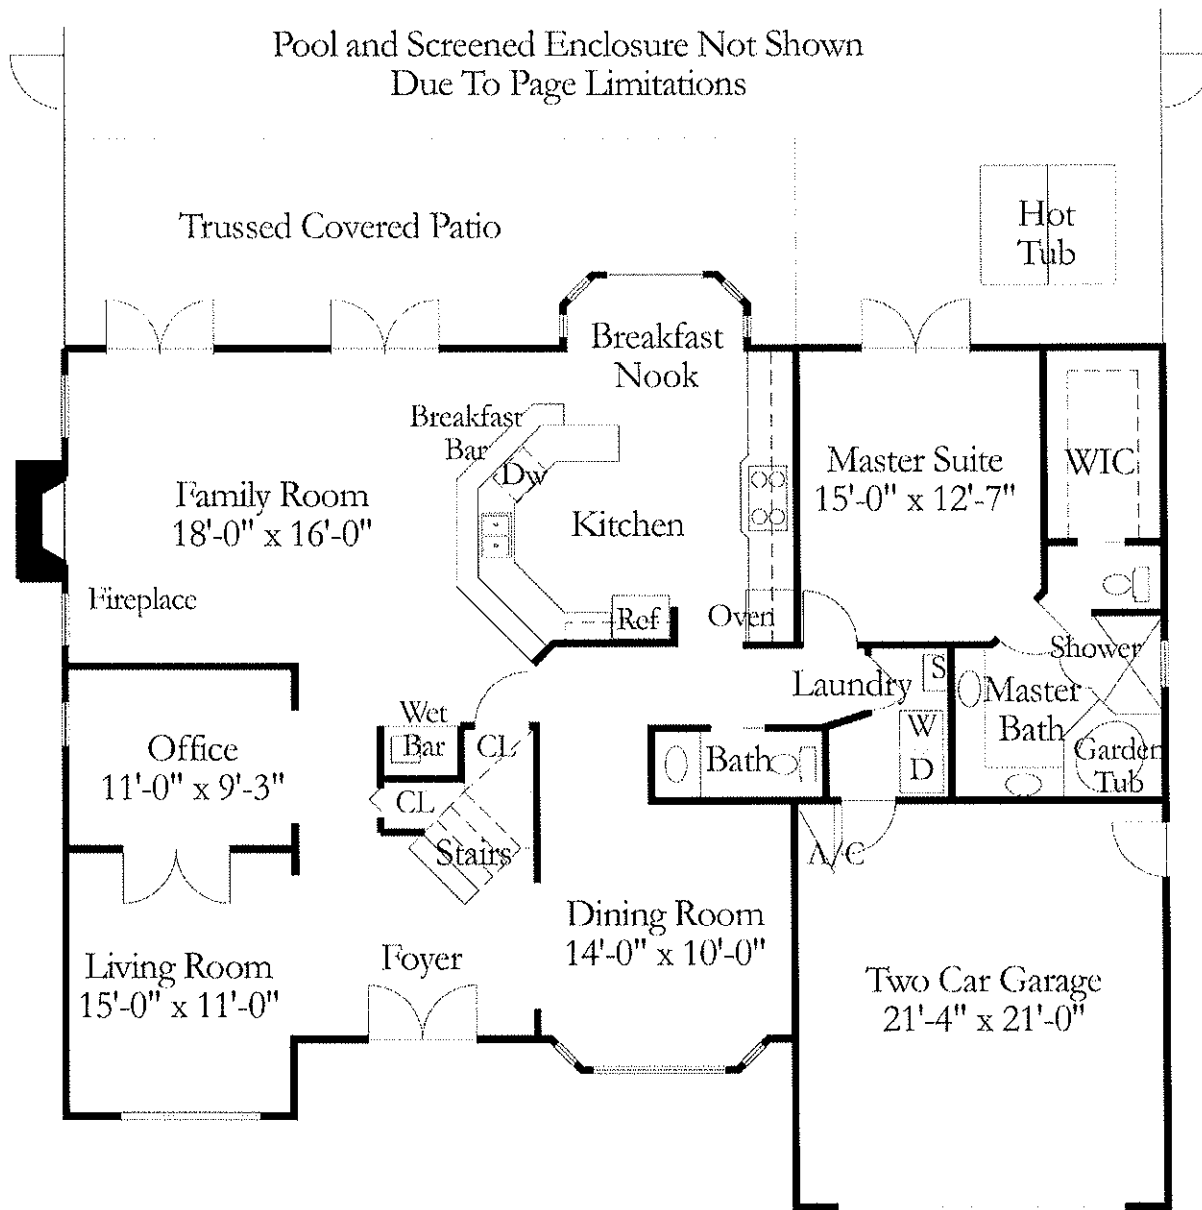 Pool and Screened Enclosure Not Shown
Due To Page Limitations
Trussed Covered Patio
Hot
Tub
Breakfast
Nook
Breakfast
Bar
Dw
Family Room
18'-0" x 16'-0"
Kitchen
Master Suite
15'-0" x 12'-7"
WIC
Fireplace
Ref
Oven
Shower
Laundry
S
Master
Bath
Wet
Bar
CL
Office
11'-0" x 9'-3"
Bath
W
D
Garden
Tub
CL
Stairs
A/C
Dining Room
14'-0" x 10'-0"
Living Room
15'-0" x 11'-0"
Foyer
Two Car Garage
21'-4" x 21'-0"